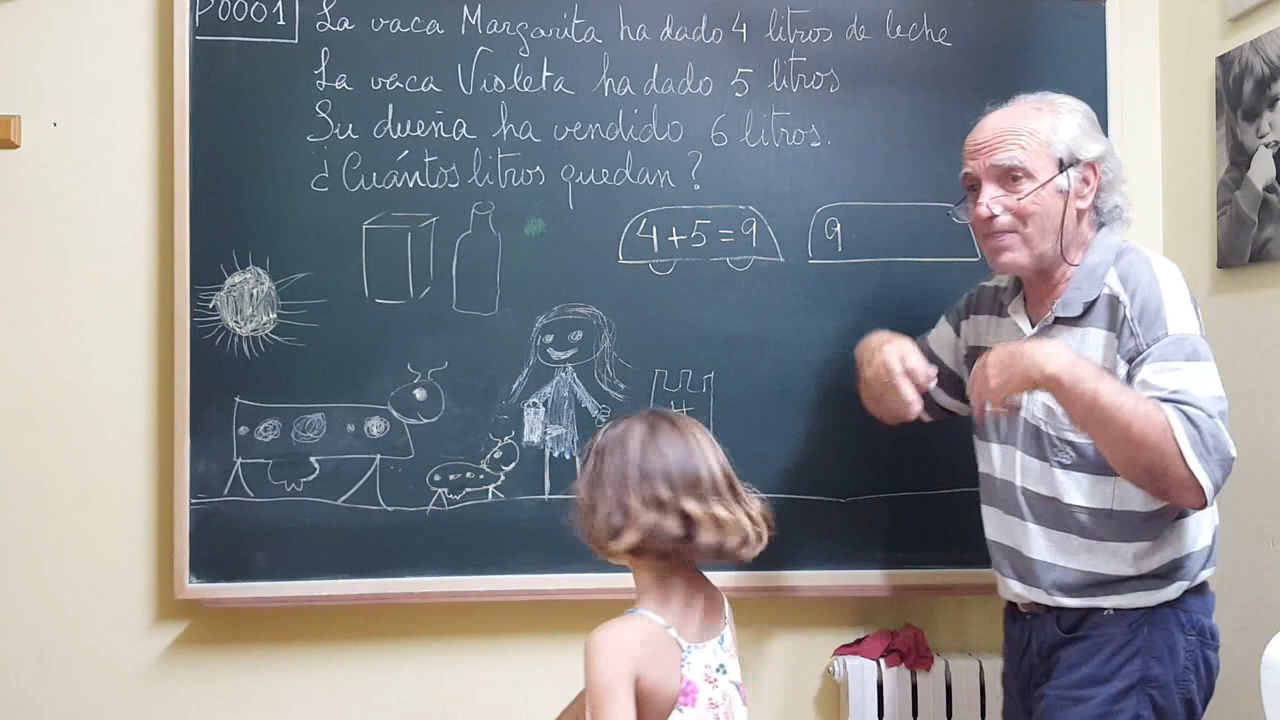 P0001
La vaca Margarita ha dado 4 litros de leche
La vaca Violeta ha dado 5 litros
Su dueña ha vendido 6 litros.
¿Cuántos litros quedan?
4+5=9
9